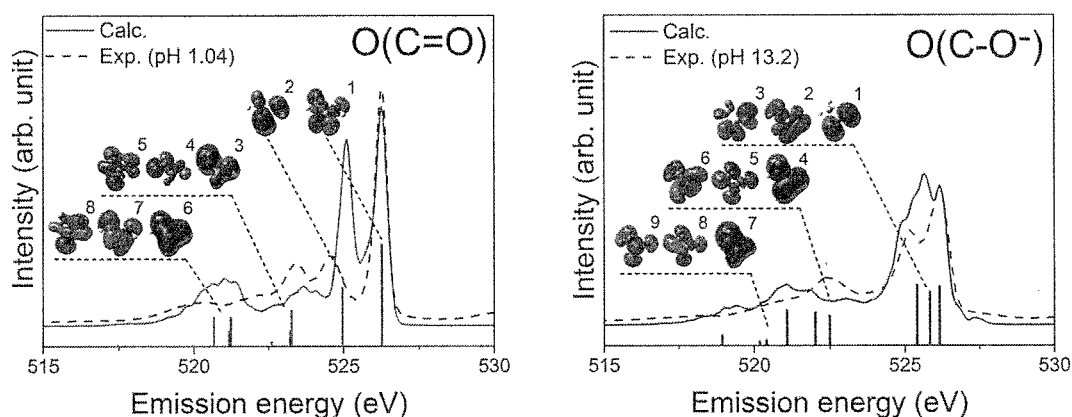 Calc.
Exp. (pH 1.04)
O(C=O)
2 1
5 4 3
8 7 6
Intensity (arb. unit)
515 520 525 530
Emission energy (eV)
Calc.
Exp. (pH 13.2)
O(C-O⁻)
3 2 1
6 5 4
9 8 7
Intensity (arb. unit)
515 520 525 530
Emission energy (eV)